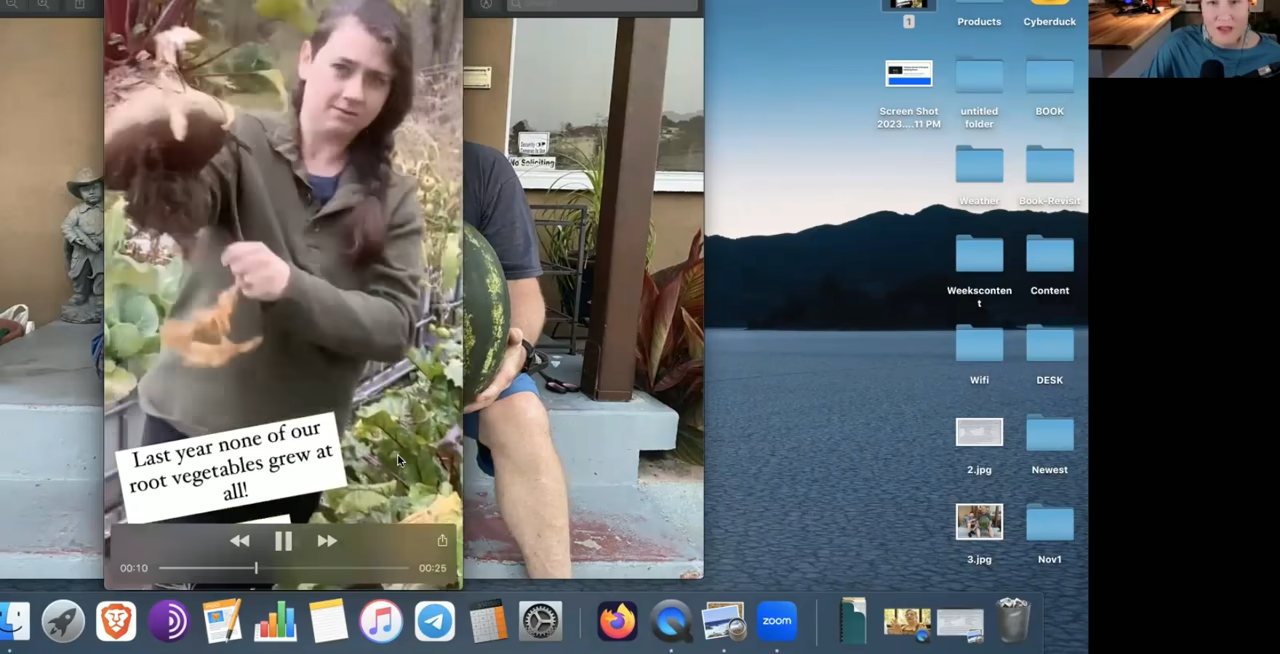 1
Products
Cyberduck
Screen Shot
2023....11 PM
untitled
folder
BOOK
No Soliciting
Weather
Book-Revisit
Weeksconten
t
Content
Wifi
DESK
Last year none of our
root vegetables grew at
all!
2.jpg
Newest
3.jpg
Nov1
00:10
00:25
zoom